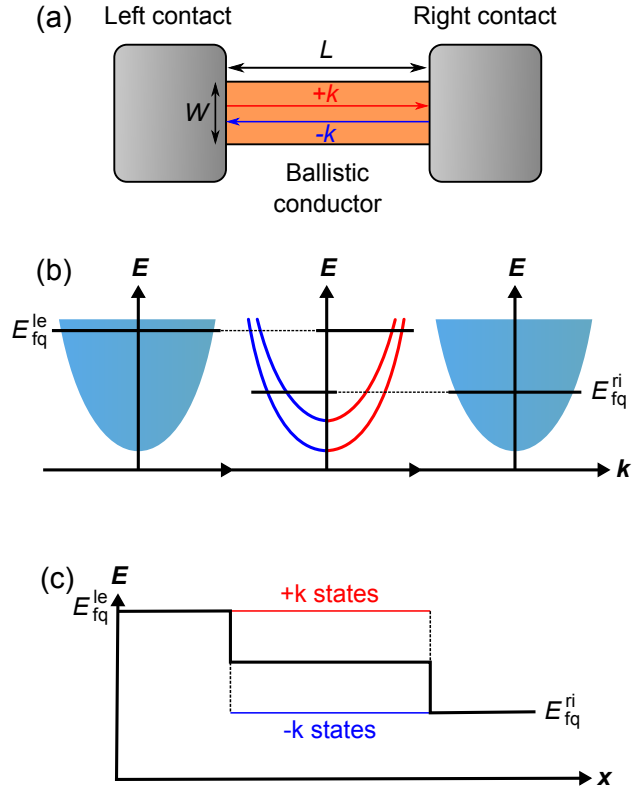 (a)
Left contact
Right contact
L
W
+k
-k
Ballistic
conductor
(b)
E
E
E
E_fq^le
E_fq^ri
k
(c)
E
E_fq^le
+k states
-k states
E_fq^ri
x